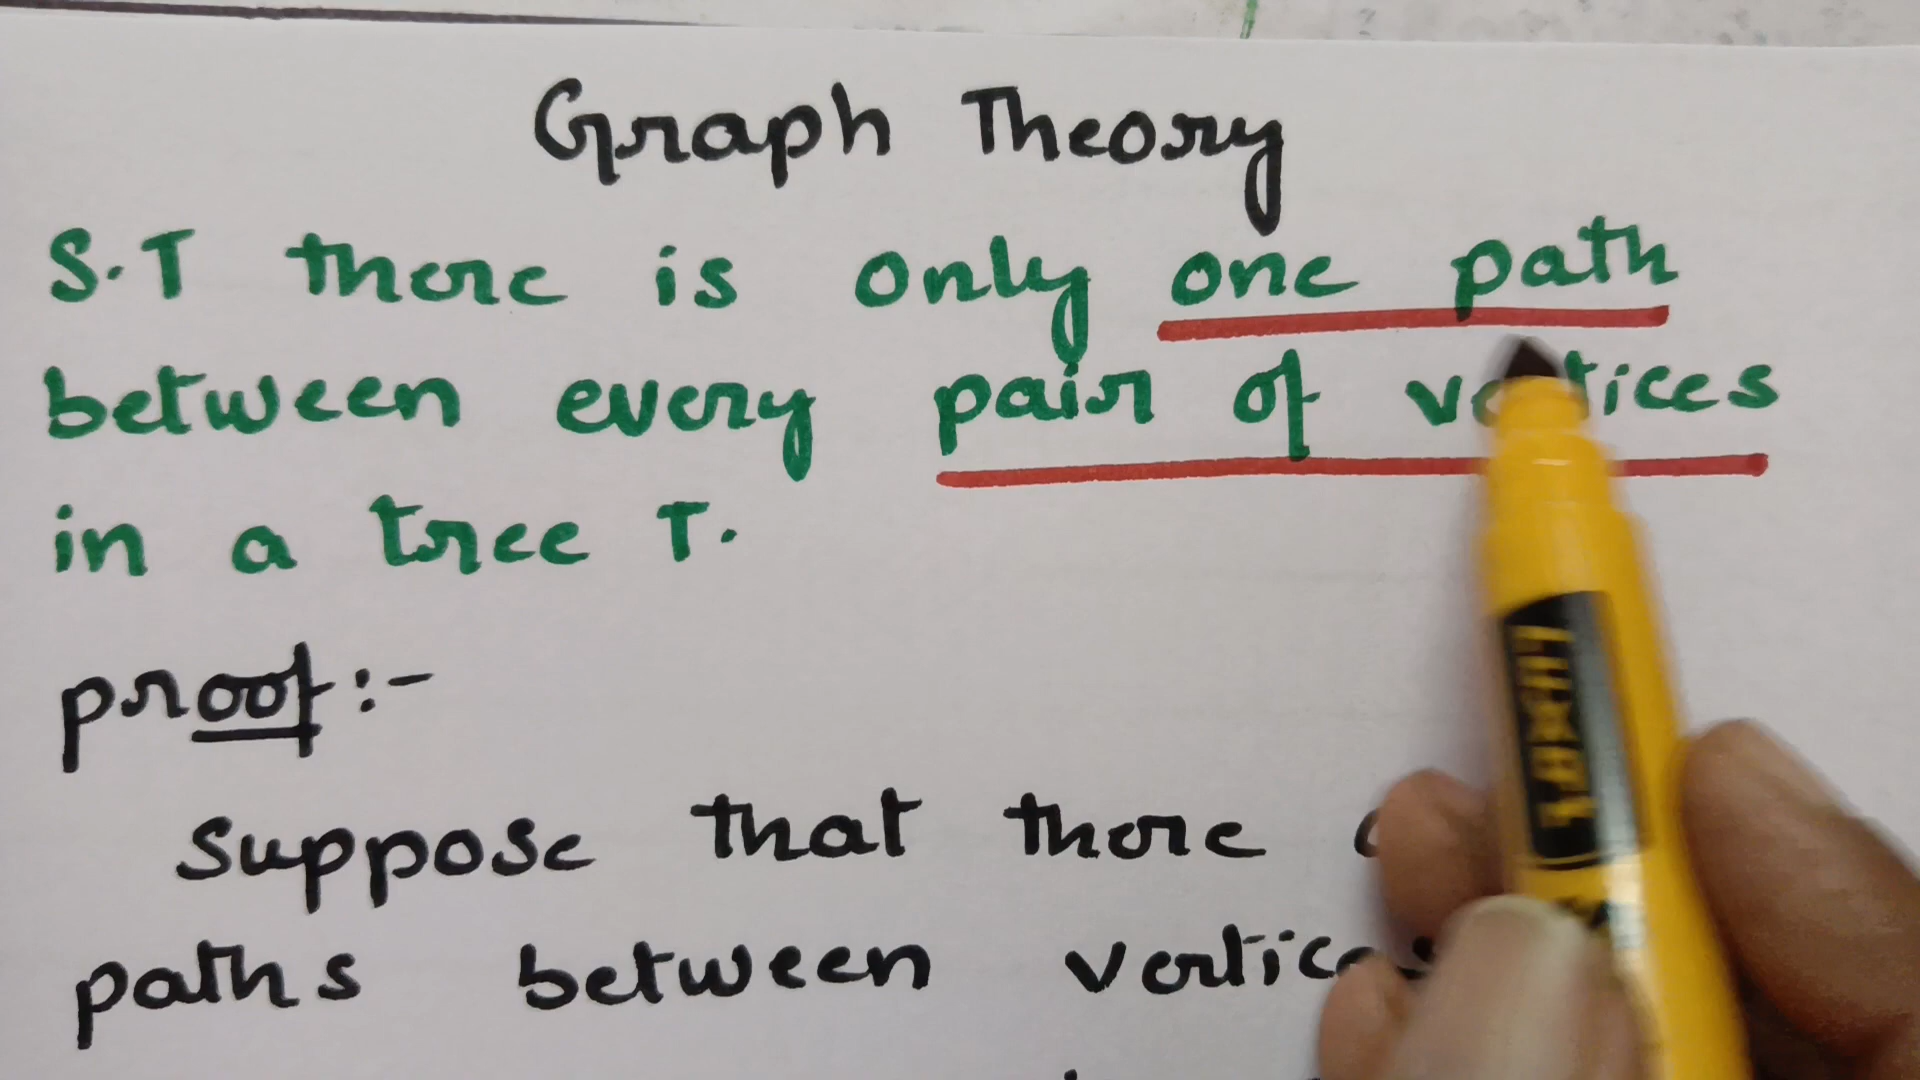 Graph Theory
S.T there is only one path
between every pair of vertices
in a tree T.
proof:-
suppose that there
paths between